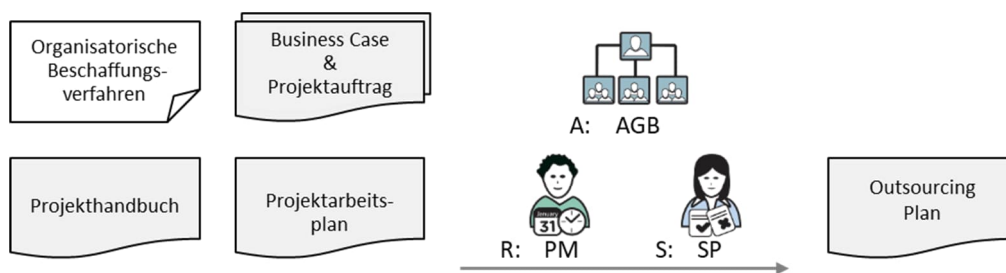 Organisatorische
Beschaffungs-
verfahren
Business Case
&
Projektauftrag
A: AGB
Projekthandbuch
Projektarbeits-
plan
January
31
R: PM
S: SP
Outsourcing
Plan